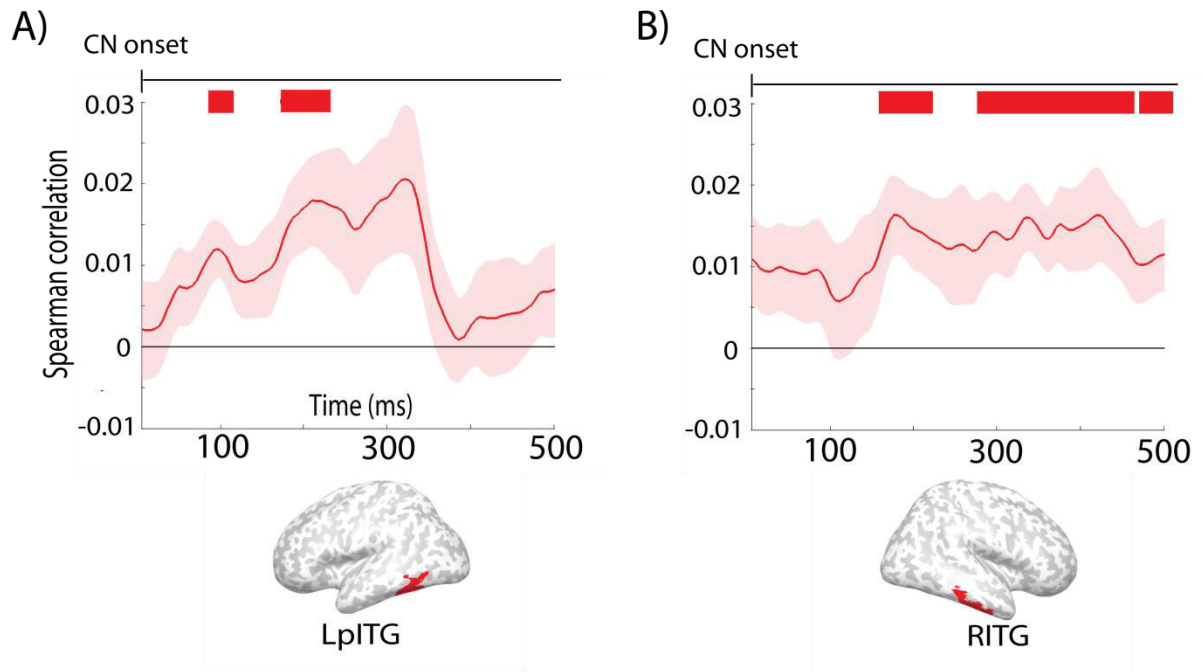 A)
CN onset
0.03
0.02
0.01
0
-0.01
Spearman correlation
Time (ms)
100
300
500
LpITG
B)
CN onset
0.03
0.02
0.01
0
-0.01
100
300
500
RITG